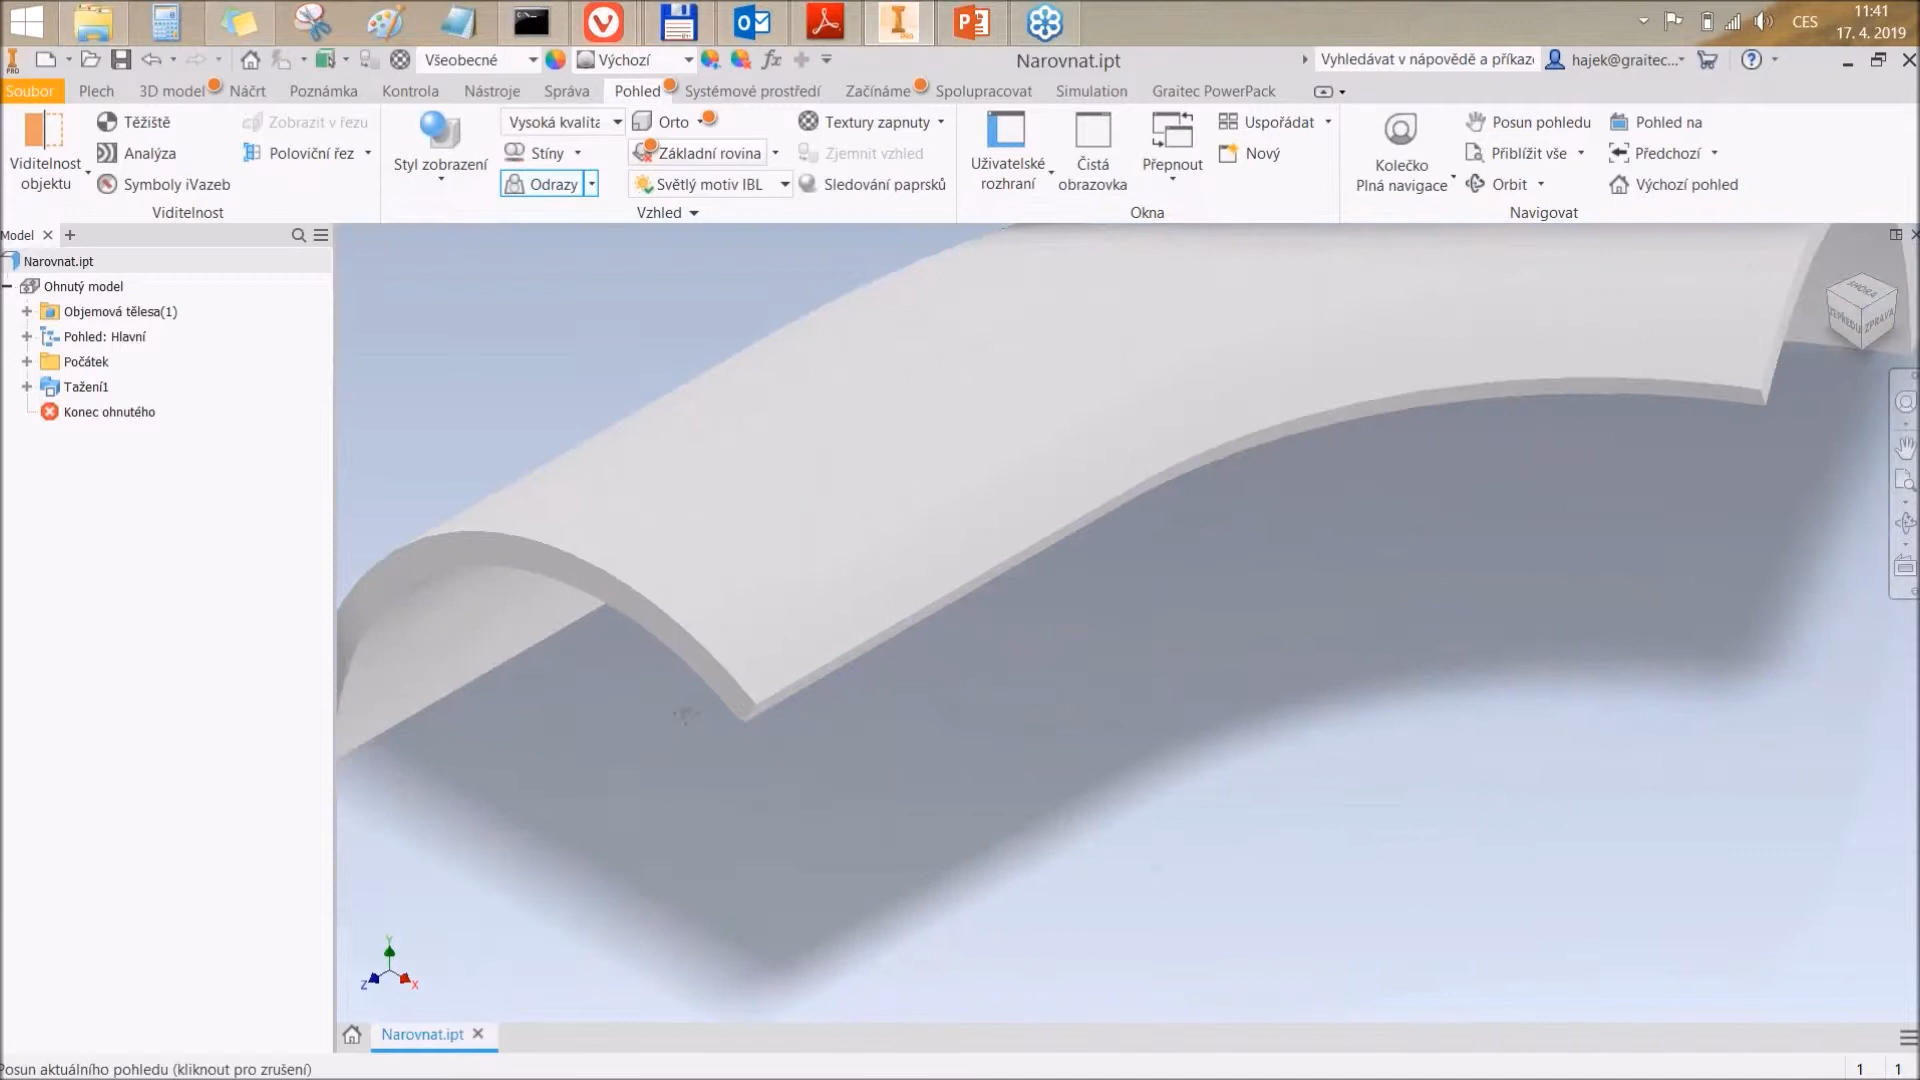 11:41
CES
17. 4. 2019
PRO
Všeobecné
Výchozí
fx
Narovnat.ipt
Vyhledávat v nápovědě a příkaz
hajek@graitec...
Soubor
Plech
3D model
Náčrt
Poznámka
Kontrola
Nástroje
Správa
Pohled
Systémové prostředí
Začínáme
Spolupracovat
Simulation
Graitec PowerPack
Viditelnost
objektu
Těžiště
Analýza
Symboly iVazeb
Zobrazit v řezu
Poloviční řez
Viditelnost
Styl zobrazení
Vysoká kvalita
Stíny
Odrazy
Orto
Základní rovina
Světlý motiv IBL
Textury zapnuty
Zjemnit vzhled
Sledování paprsků
Vzhled
Uživatelské
rozhraní
Čistá
obrazovka
Přepnout
Uspořádat
Nový
Okna
Kolečko
Plná navigace
Posun pohledu
Přiblížit vše
Orbit
Pohled na
Předchozí
Výchozí pohled
Navigovat
Model
Narovnat.ipt
Ohnutý model
Objemová tělesa(1)
Pohled: Hlavní
Počátek
Tažení1
Konec ohnutého
SHORA
ZEPŘEDU
ZPRAVA
Y
Z
X
Narovnat.ipt
Posun aktuálního pohledu (kliknout pro zrušení)
1
1